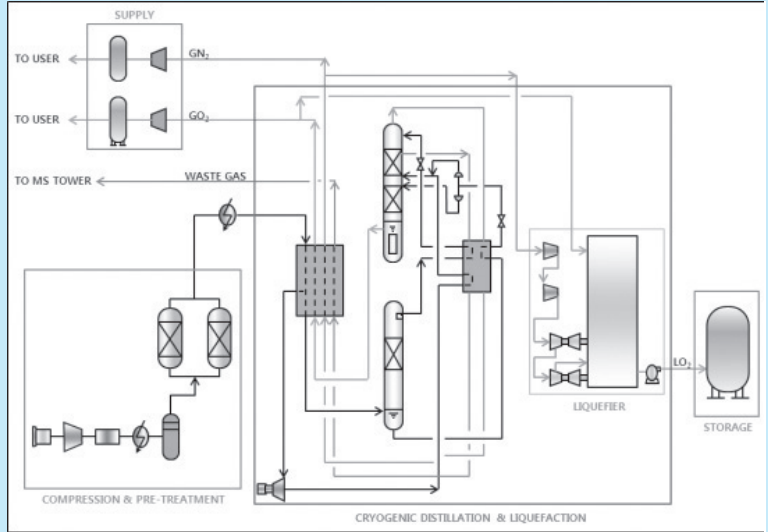 SUPPLY
TO USER
GN₂
TO USER
GO₂
TO MS TOWER
WASTE GAS
LO₂
LIQUEFIER
STORAGE
COMPRESSION & PRE-TREATMENT
CRYOGENIC DISTILLATION & LIQUEFACTION